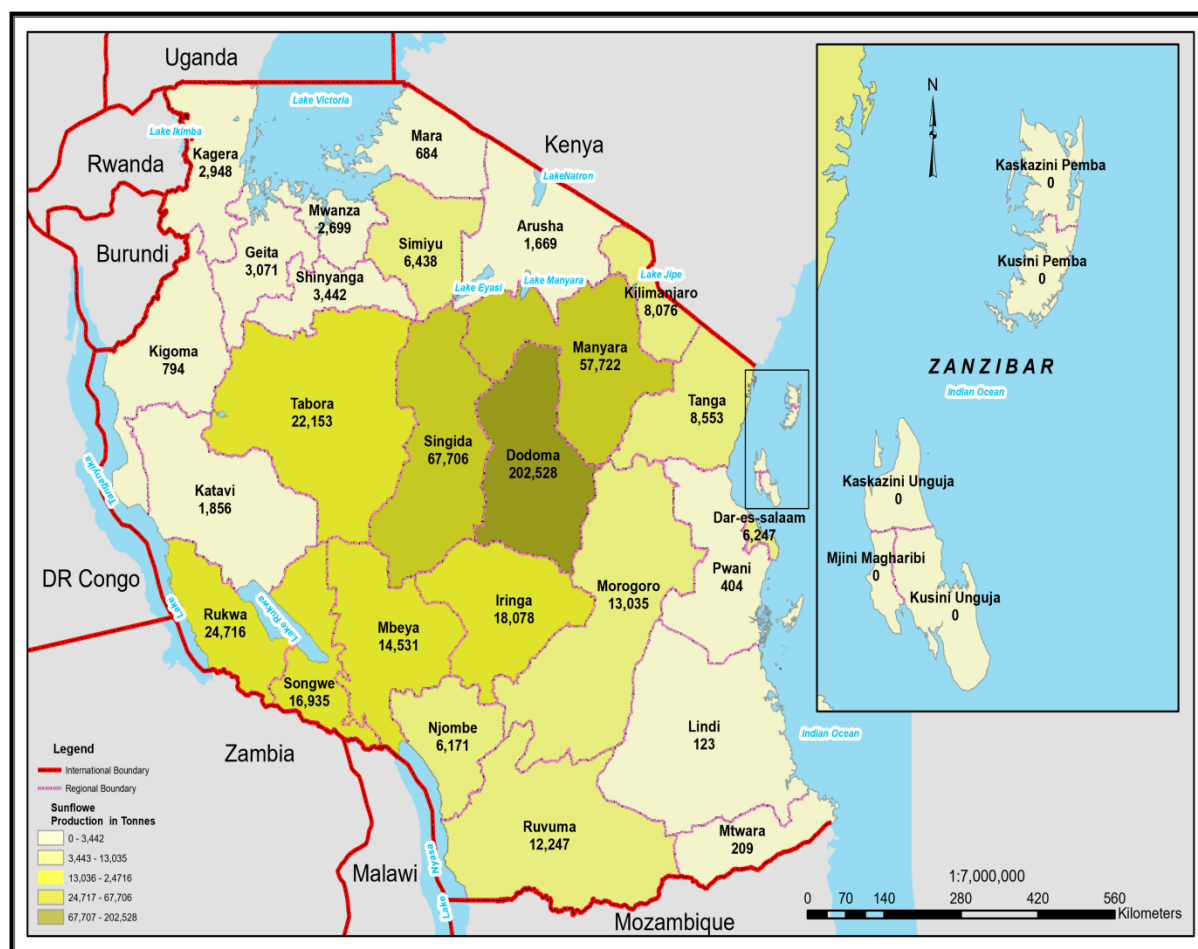 Uganda
Lake Victoria
Lake Ikimba
Kagera
2,948
Mara
684
Kenya
Rwanda
LakeNatron
Mwanza
2,699
Arusha
1,669
Burundi
Geita
3,071
Simiyu
6,438
Shinyanga
3,442
Lake Eyasi
Lake Manyara
Lake Jipe
Kilimanjaro
8,076
Kigoma
794
Manyara
57,722
Tabora
22,153
Singida
67,706
Dodoma
202,528
Tanga
8,553
Katavi
1,856
Lake Tanganyika
Dar-es-salaam
6,247
Pwani
404
DR Congo
Rukwa
24,716
Lake Rukwa
Mbeya
14,531
Iringa
18,078
Morogoro
13,035
Songwe
16,935
Njombe
6,171
Lindi
123
Indian Ocean
Zambia
Ruvuma
12,247
Mtwara
209
Malawi
Lake Nyasa
Mozambique
N
Kaskazini Pemba
0
Kusini Pemba
0
ZANZIBAR
Indian Ocean
Kaskazini Unguja
0
Mjini Magharibi
0
Kusini Unguja
0
Legend
International Boundary
Regional Boundary
Sunflowe
Production in Tonnes
0 - 3,442
3,443 - 13,035
13,036 - 2,4716
24,717 - 67,706
67,707 - 202,528
1:7,000,000
0 70 140 280 420 560
Kilometers